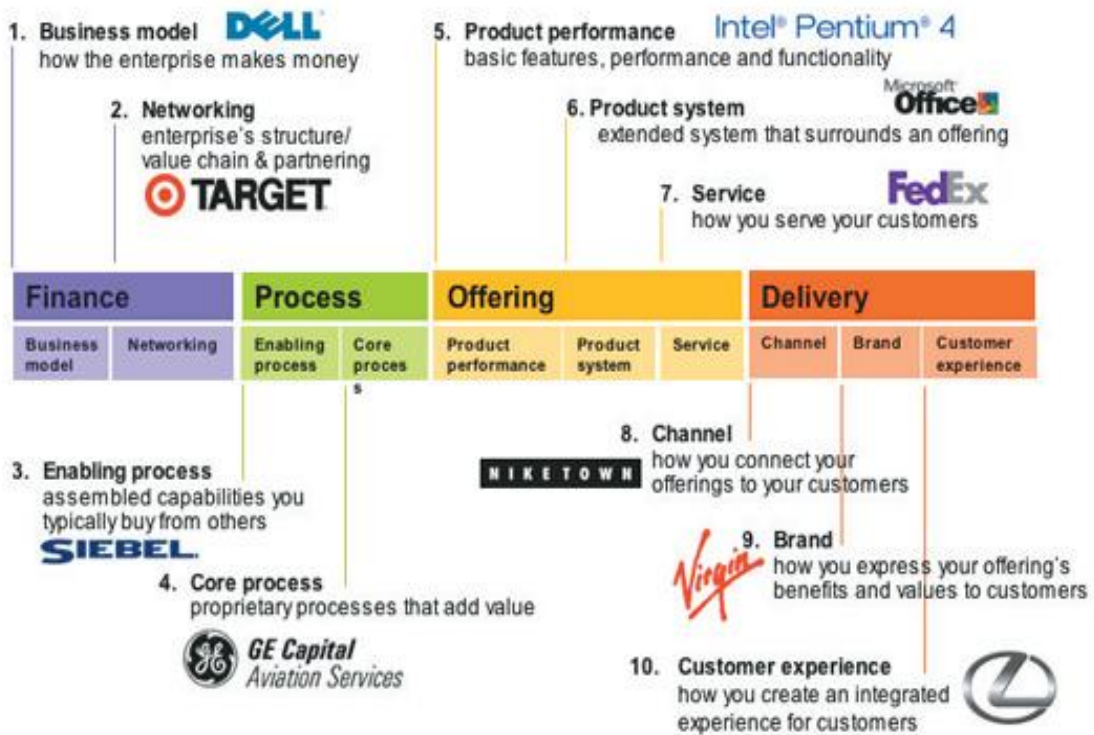 1. Business model DELL
how the enterprise makes money
2. Networking
enterprise's structure/
value chain & partnering
TARGET
5. Product performance Intel® Pentium® 4
basic features, performance and functionality
Microsoft
Office
6. Product system
extended system that surrounds an offering
7. Service FedEx
how you serve your customers
Finance Process Offering Delivery
Business model Networking Enabling process Core proces s Product performance Product system Service Channel Brand Customer experience
3. Enabling process
assembled capabilities you
typically buy from others
SIEBEL.
4. Core process
proprietary processes that add value
GE GE Capital
Aviation Services
8. Channel
NIKETOWN how you connect your
offerings to your customers
Virgin 9. Brand
how you express your offering's
benefits and values to customers
10. Customer experience
how you create an integrated
experience for customers